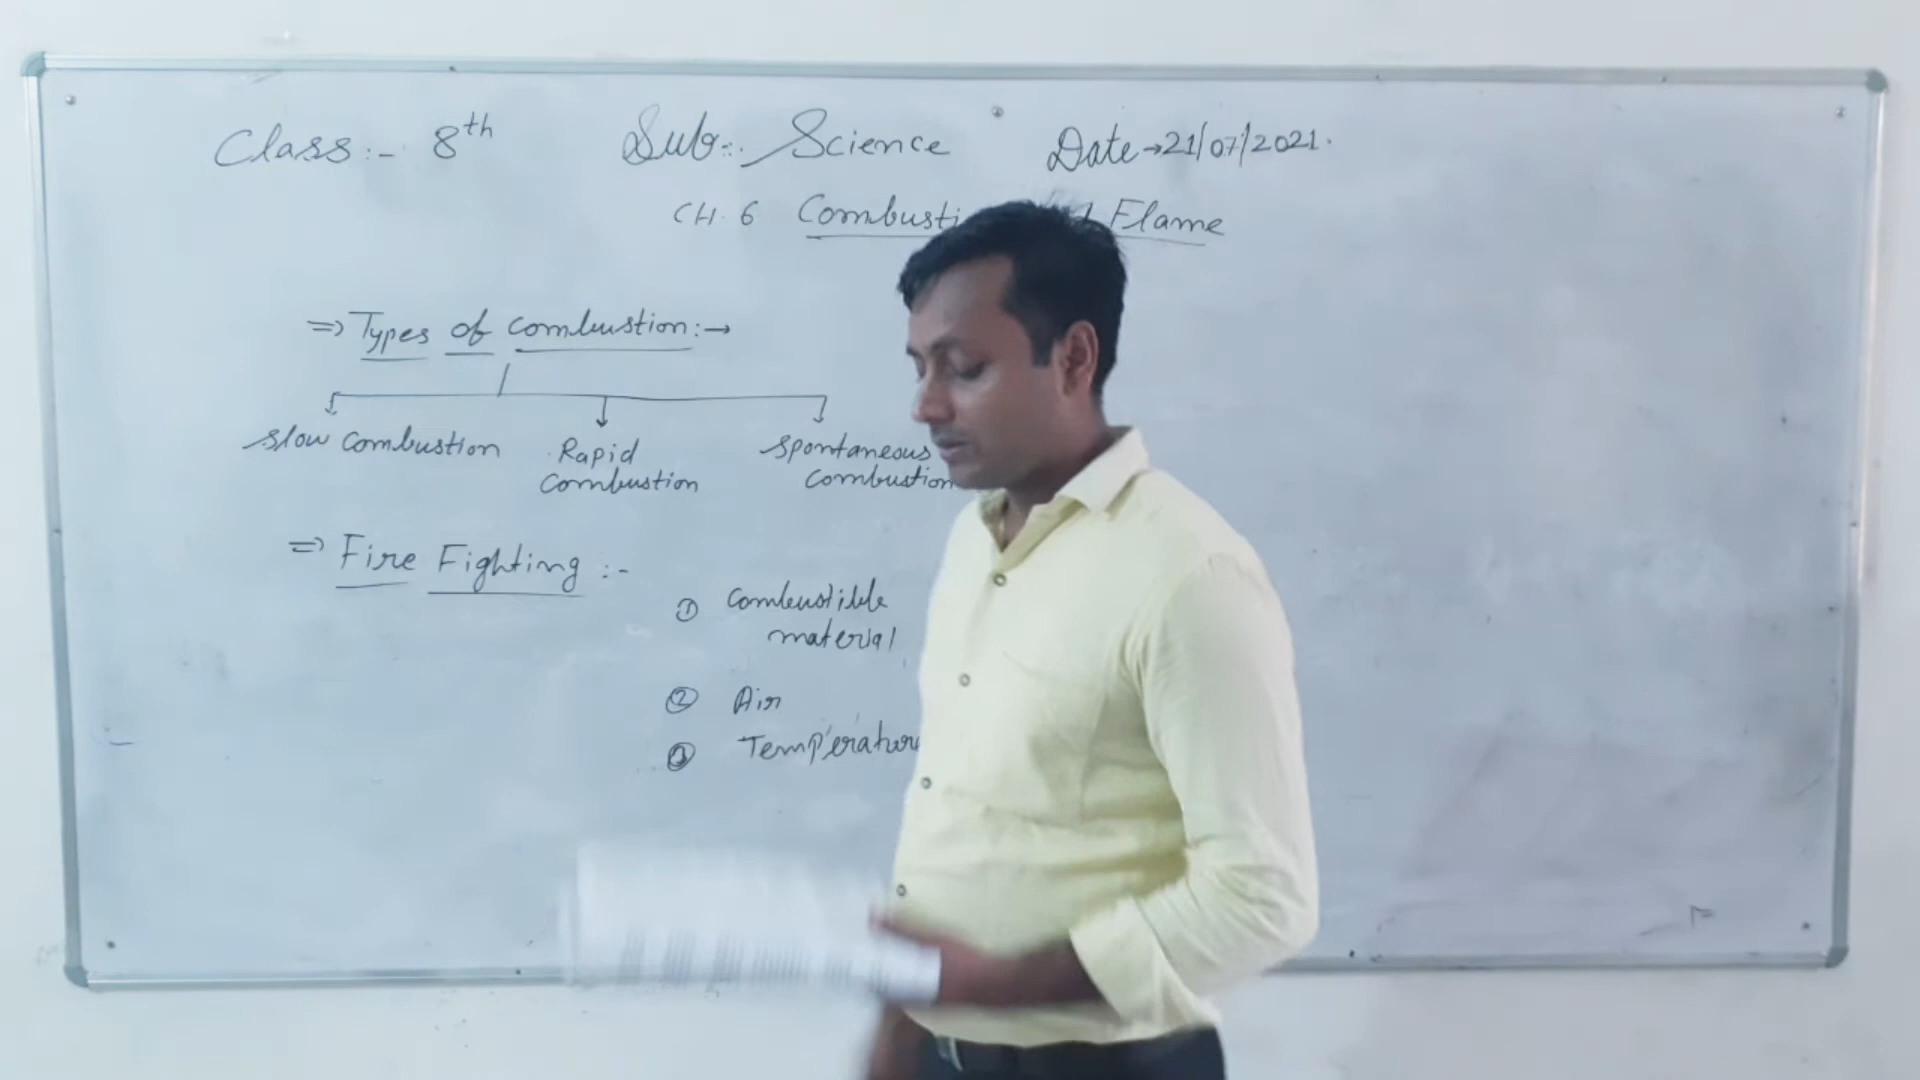 Class:- 8th Sub:. Science Date→21/07/2021.
CH. 6 Combusti Flame
=> Types of combustion:→
Slow Combustion Rapid Combustion Spontaneous Combustion
=> Fire Fighting :-
① Combustible
material
② Air
③ Temperature